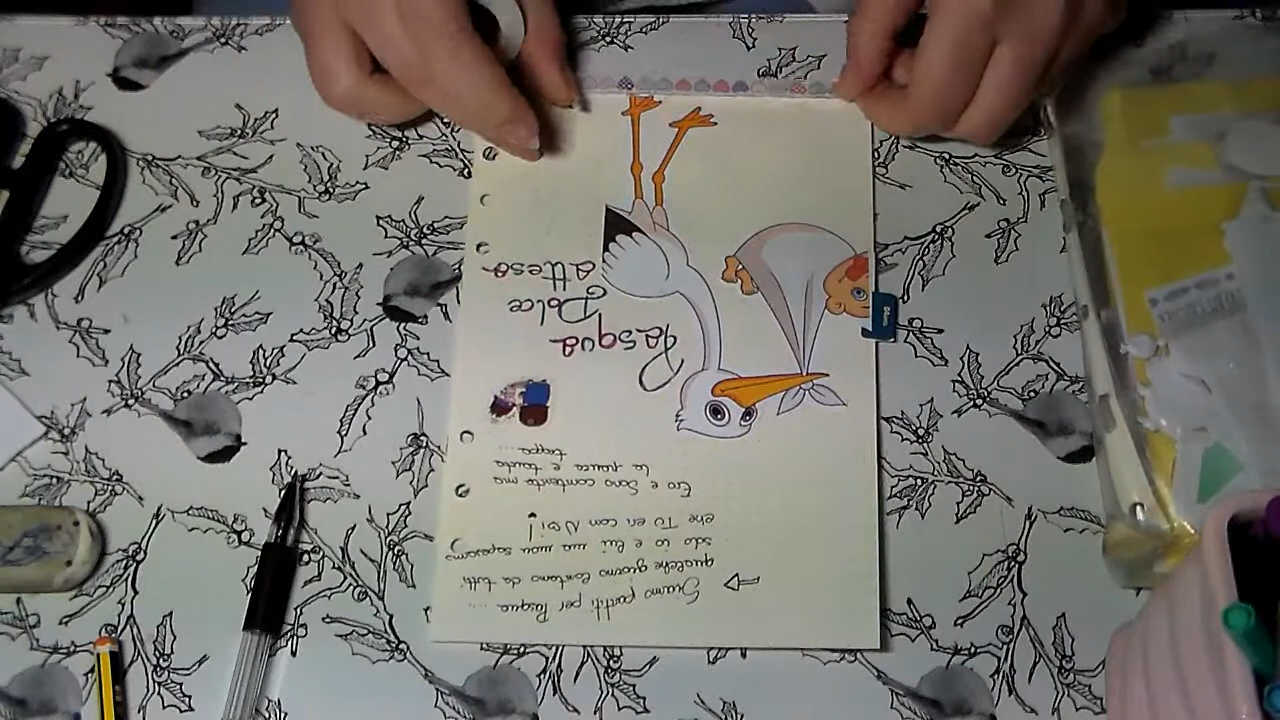 Siamo partiti per Pasqua ...
qualche giorno lontano da tutti
solo io e lui ma non sapevamo
che TU eri con Noi!
Ero e sono contenta ma
la paura è tanta
troppa ....
Pasqua
Dolce
attesa